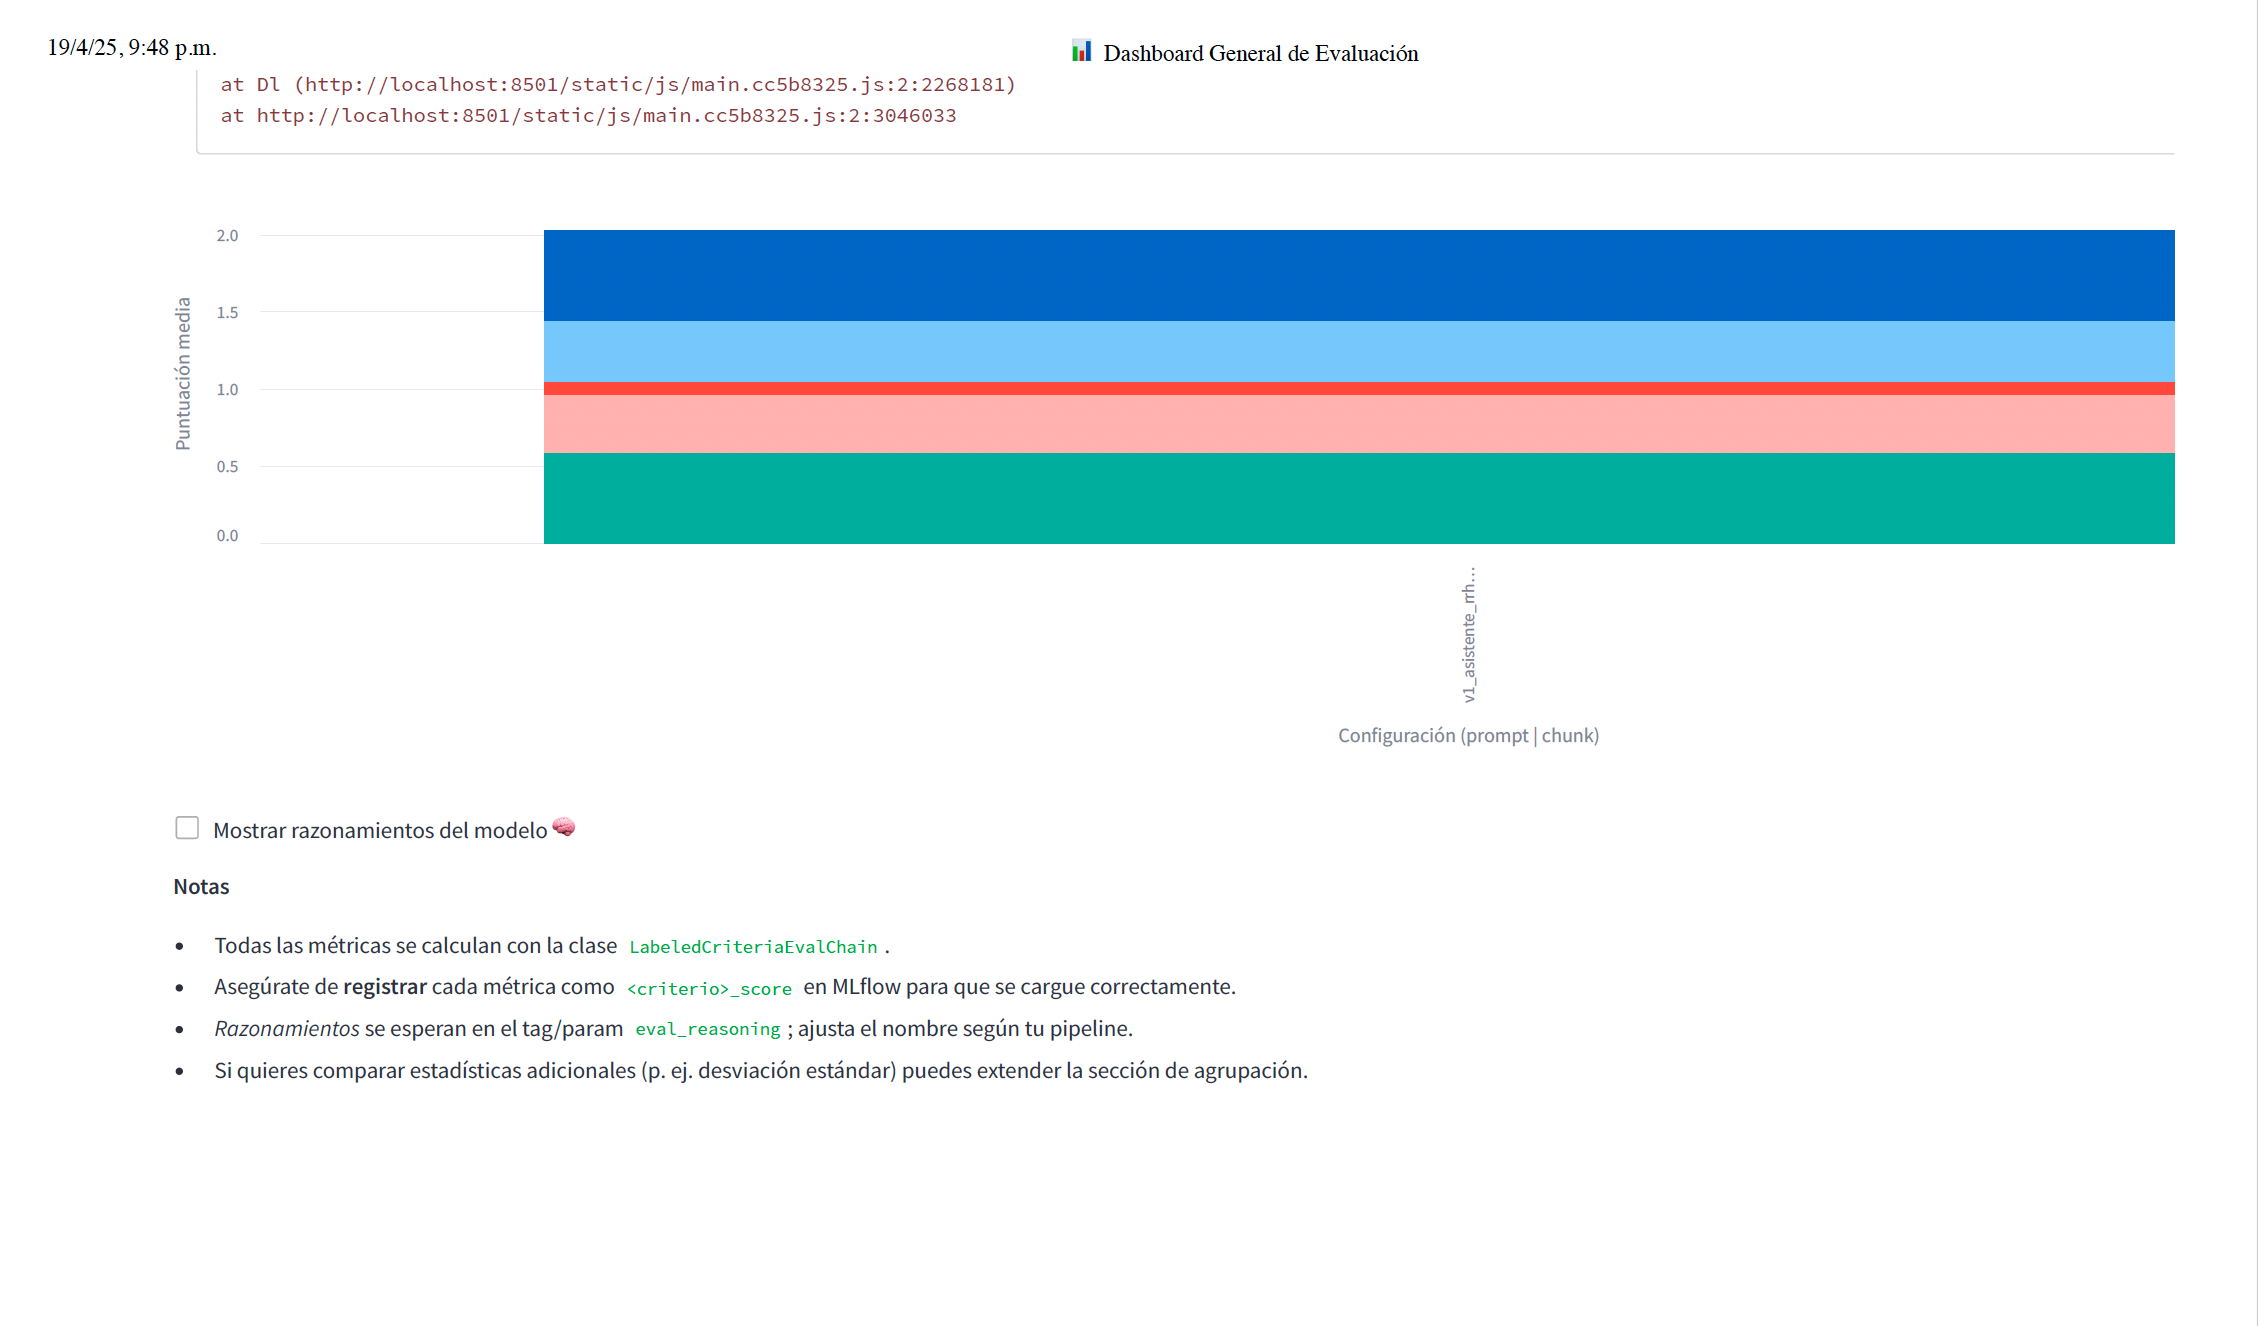 19/4/25, 9:48 p.m.
📊 Dashboard General de Evaluación
at Dl (http://localhost:8501/static/js/main.cc5b8325.js:2:2268181)
at http://localhost:8501/static/js/main.cc5b8325.js:2:3046033
2.0
1.5
1.0
0.5
0.0
Puntuación media
v1_asistente_rrh…
Configuración (prompt | chunk)
Mostrar razonamientos del modelo 🧠
Notas
• Todas las métricas se calculan con la clase LabeledCriteriaEvalChain .
• Asegúrate de registrar cada métrica como <criterio>_score en MLflow para que se cargue correctamente.
• Razonamientos se esperan en el tag/param eval_reasoning ; ajusta el nombre según tu pipeline.
• Si quieres comparar estadísticas adicionales (p. ej. desviación estándar) puedes extender la sección de agrupación.